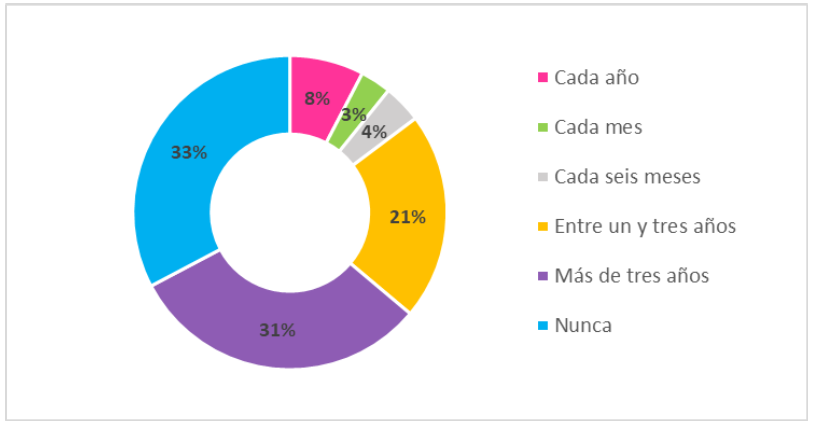 8%
3%
4%
21%
31%
33%
Cada año
Cada mes
Cada seis meses
Entre un y tres años
Más de tres años
Nunca